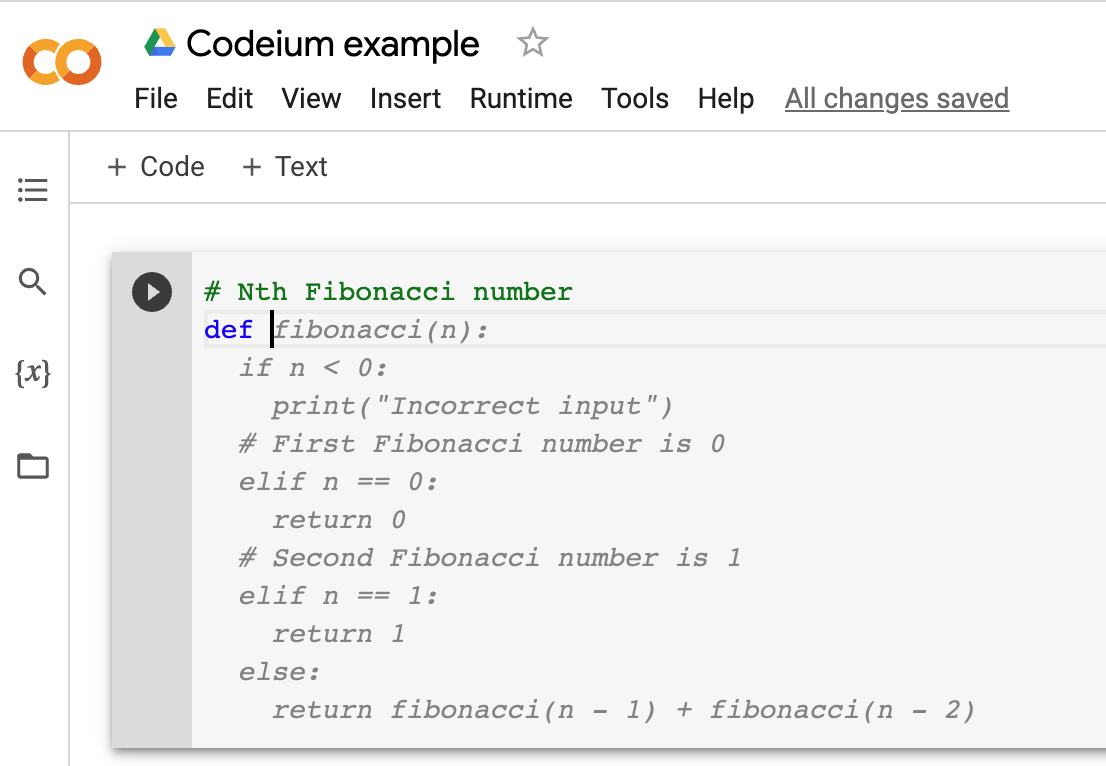 Codeium example
File Edit View Insert Runtime Tools Help All changes saved
+ Code + Text
{x}
# Nth Fibonacci number
def fibonacci(n):
  if n < 0:
    print("Incorrect input")
  # First Fibonacci number is 0
  elif n == 0:
    return 0
  # Second Fibonacci number is 1
  elif n == 1:
    return 1
  else:
    return fibonacci(n - 1) + fibonacci(n - 2)